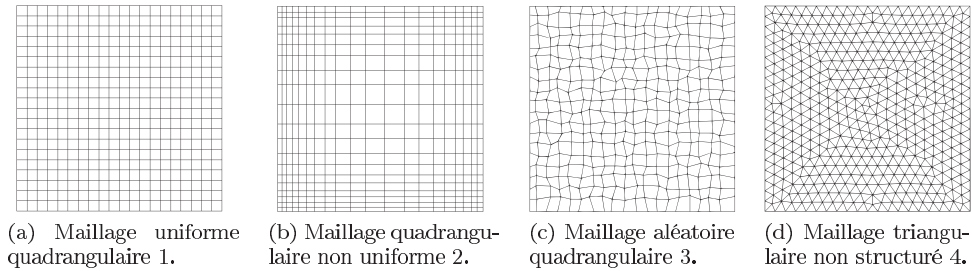 (a) Maillage uniforme
quadrangulaire 1.
(b) Maillage quadrangu-
laire non uniforme 2.
(c) Maillage aléatoire
quadrangulaire 3.
(d) Maillage triangu-
laire non structuré 4.